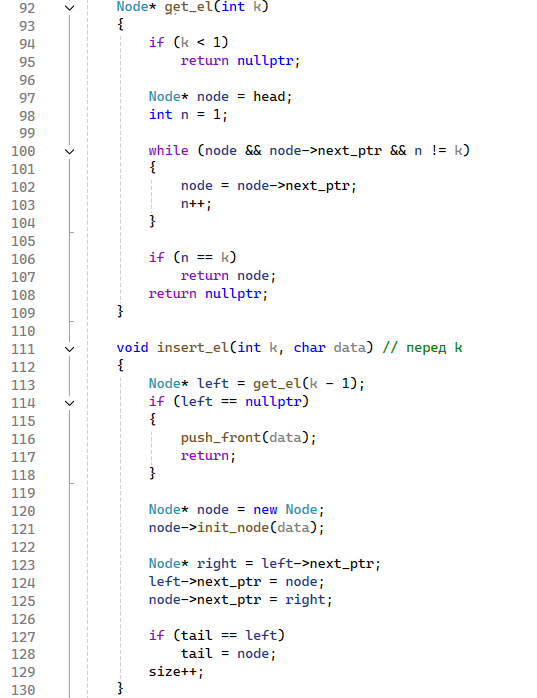 92 Node* get_el(int k)
93 {
94 if (k < 1)
95 return nullptr;
96
97 Node* node = head;
98 int n = 1;
99
100 while (node && node->next_ptr && n != k)
101 {
102 node = node->next_ptr;
103 n++;
104 }
105
106 if (n == k)
107 return node;
108 return nullptr;
109 }
110
111 void insert_el(int k, char data) // перед k
112 {
113 Node* left = get_el(k - 1);
114 if (left == nullptr)
115 {
116 push_front(data);
117 return;
118 }
119
120 Node* node = new Node;
121 node->init_node(data);
122
123 Node* right = left->next_ptr;
124 left->next_ptr = node;
125 node->next_ptr = right;
126
127 if (tail == left)
128 tail = node;
129 size++;
130 }